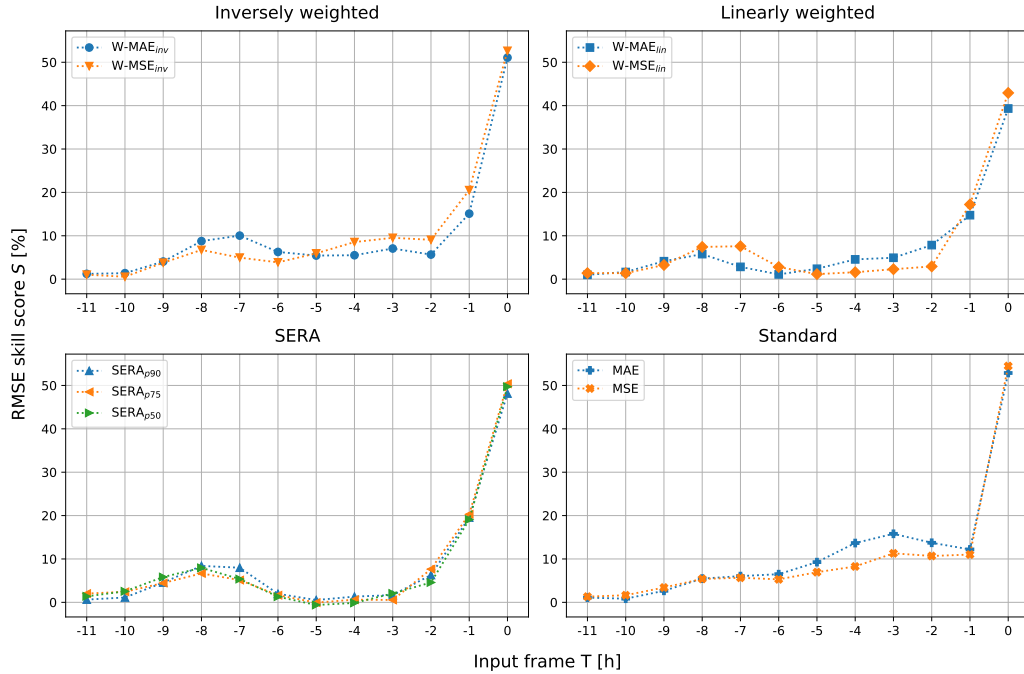 Inversely weighted
W-MAE_inv
W-MSE_inv
50
40
30
20
10
0
-11 -10 -9 -8 -7 -6 -5 -4 -3 -2 -1 0
Linearly weighted
W-MAE_lin
W-MSE_lin
50
40
30
20
10
0
-11 -10 -9 -8 -7 -6 -5 -4 -3 -2 -1 0
RMSE skill score S [%]
SERA
SERA_p90
SERA_p75
SERA_p50
50
40
30
20
10
0
-11 -10 -9 -8 -7 -6 -5 -4 -3 -2 -1 0
Standard
MAE
MSE
50
40
30
20
10
0
-11 -10 -9 -8 -7 -6 -5 -4 -3 -2 -1 0
Input frame T [h]